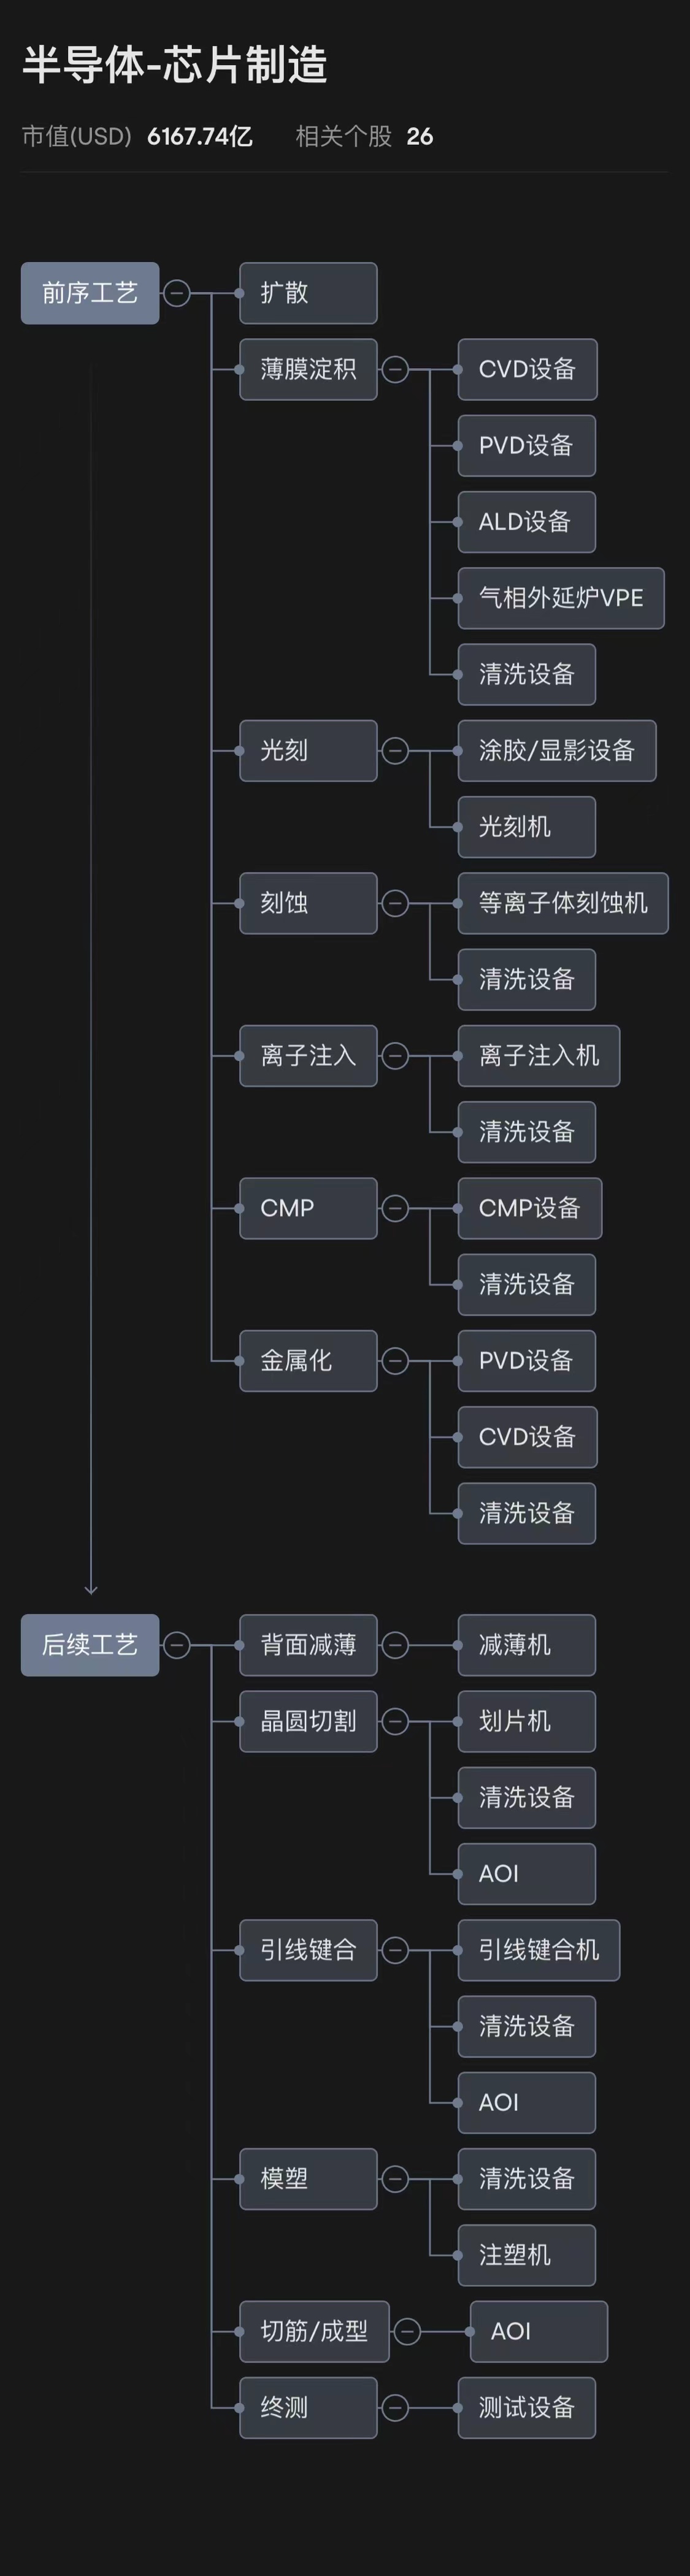 半导体-芯片制造
市值(USD) 6167.74亿 相关个股 26
前序工艺
扩散
薄膜淀积
CVD设备
PVD设备
ALD设备
气相外延炉VPE
清洗设备
光刻
涂胶/显影设备
光刻机
刻蚀
等离子体刻蚀机
清洗设备
离子注入
离子注入机
清洗设备
CMP
CMP设备
清洗设备
金属化
PVD设备
CVD设备
清洗设备
后续工艺
背面减薄
减薄机
晶圆切割
划片机
清洗设备
AOI
引线键合
引线键合机
清洗设备
AOI
模塑
清洗设备
注塑机
切筋/成型
AOI
终测
测试设备